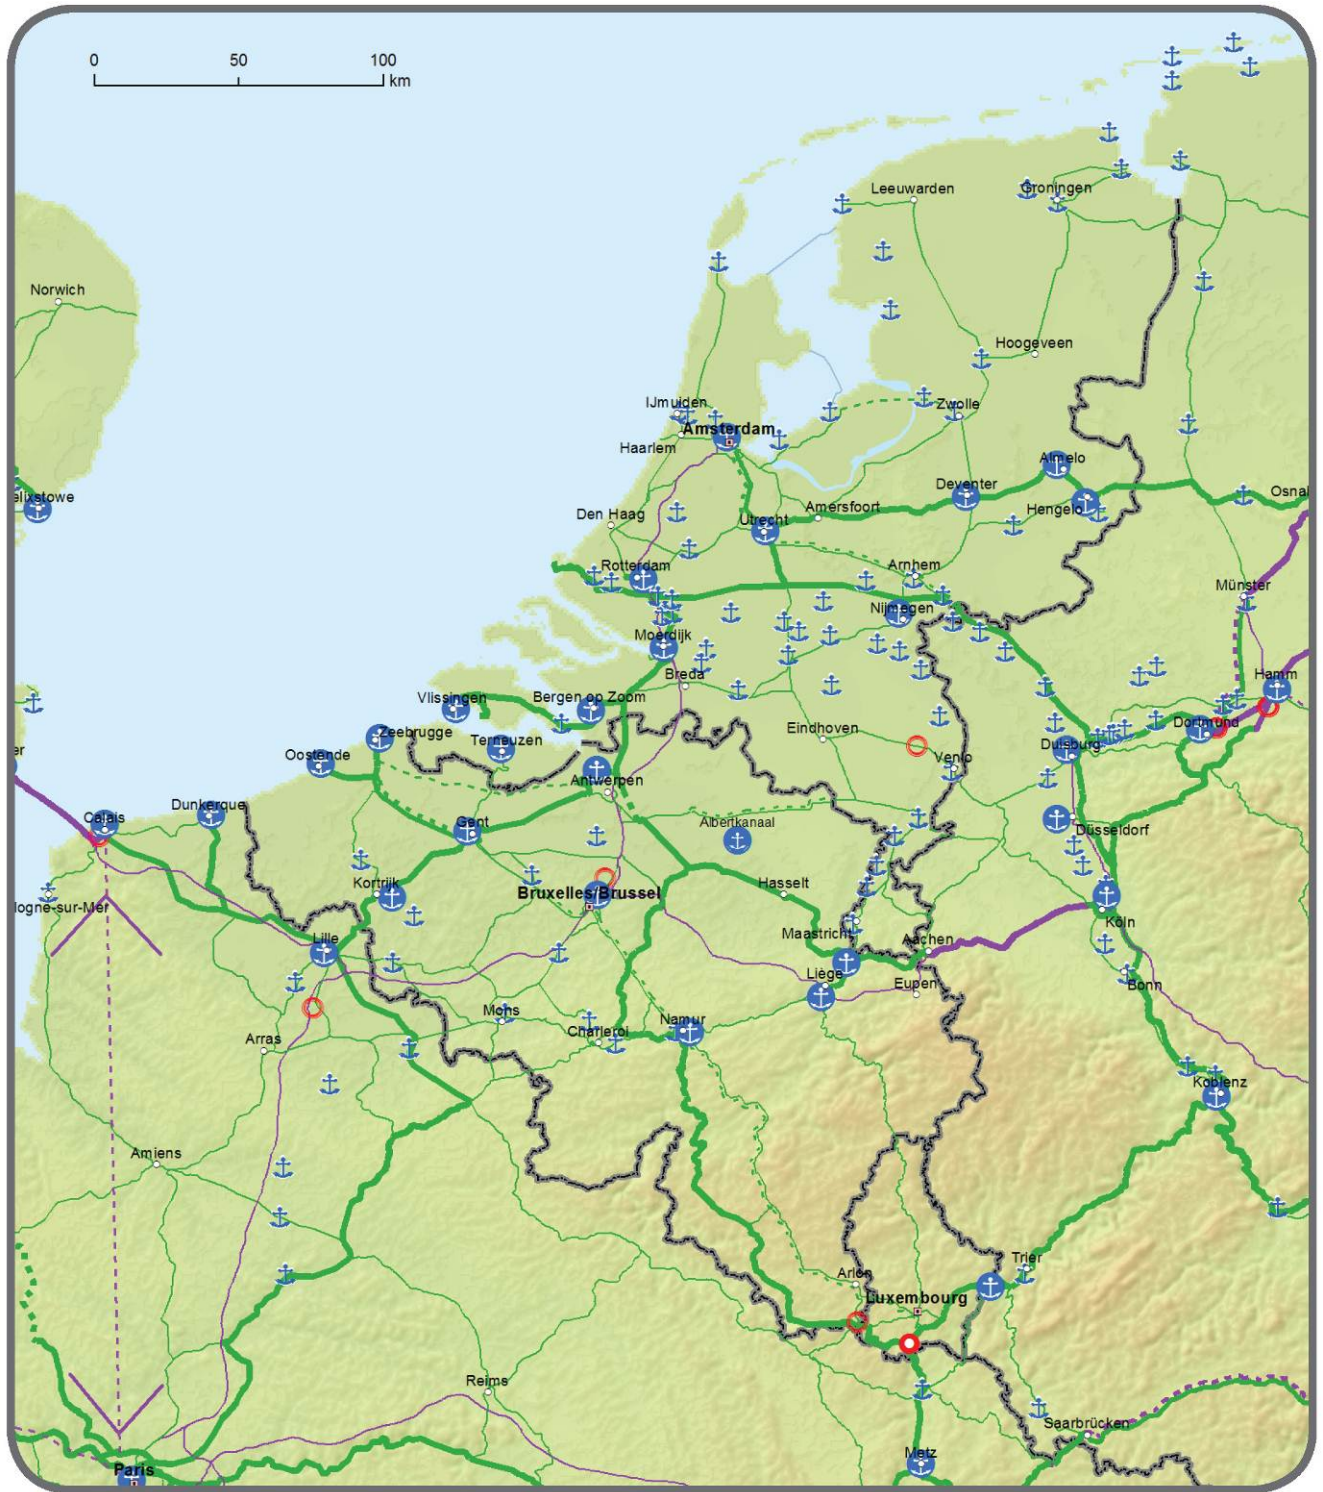 0 50 100
km
Leeuwarden
Groningen
Norwich
Hoogeveen
IJmuiden
Zwolle
Amsterdam
Haarlem
Almelo
Deventer
elixstowe
Osnal
Amersfoort
Hengelo
Den Haag
Utrecht
Arnhem
Rotterdam
Münster
Nijmegen
Moerdijk
Breda
Hamm
Vlissingen
Bergen op Zoom
Dortmund
Eindhoven
Zeebrugge
Terneuzen
Duisburg
er
Oostende
Venlo
Antwerpen
Dunkerque
Calais
Gent
Albertkanaal
Düsseldorf
Kortrijk
Hasselt
Bruxelles/Brussel
logne-sur-Mer
Köln
Maastricht
Lille
Aachen
Liège
Eupen
Bonn
Mons
Namur
Charleroi
Arras
Koblenz
Amiens
Trier
Arlon
Luxembourg
Reims
Saarbrücken
Metz
Paris